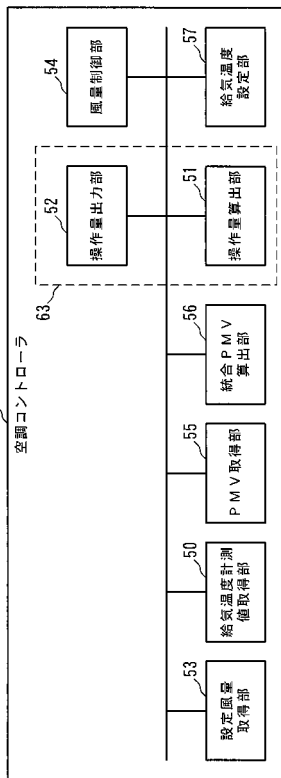 空調コントローラ
54
風量制御部
52
操作量出力部
63
57
給気温度
設定部
51
操作量算出部
56
統合PMV
算出部
55
PMV取得部
50
給気温度計測
値取得部
53
設定風量
取得部